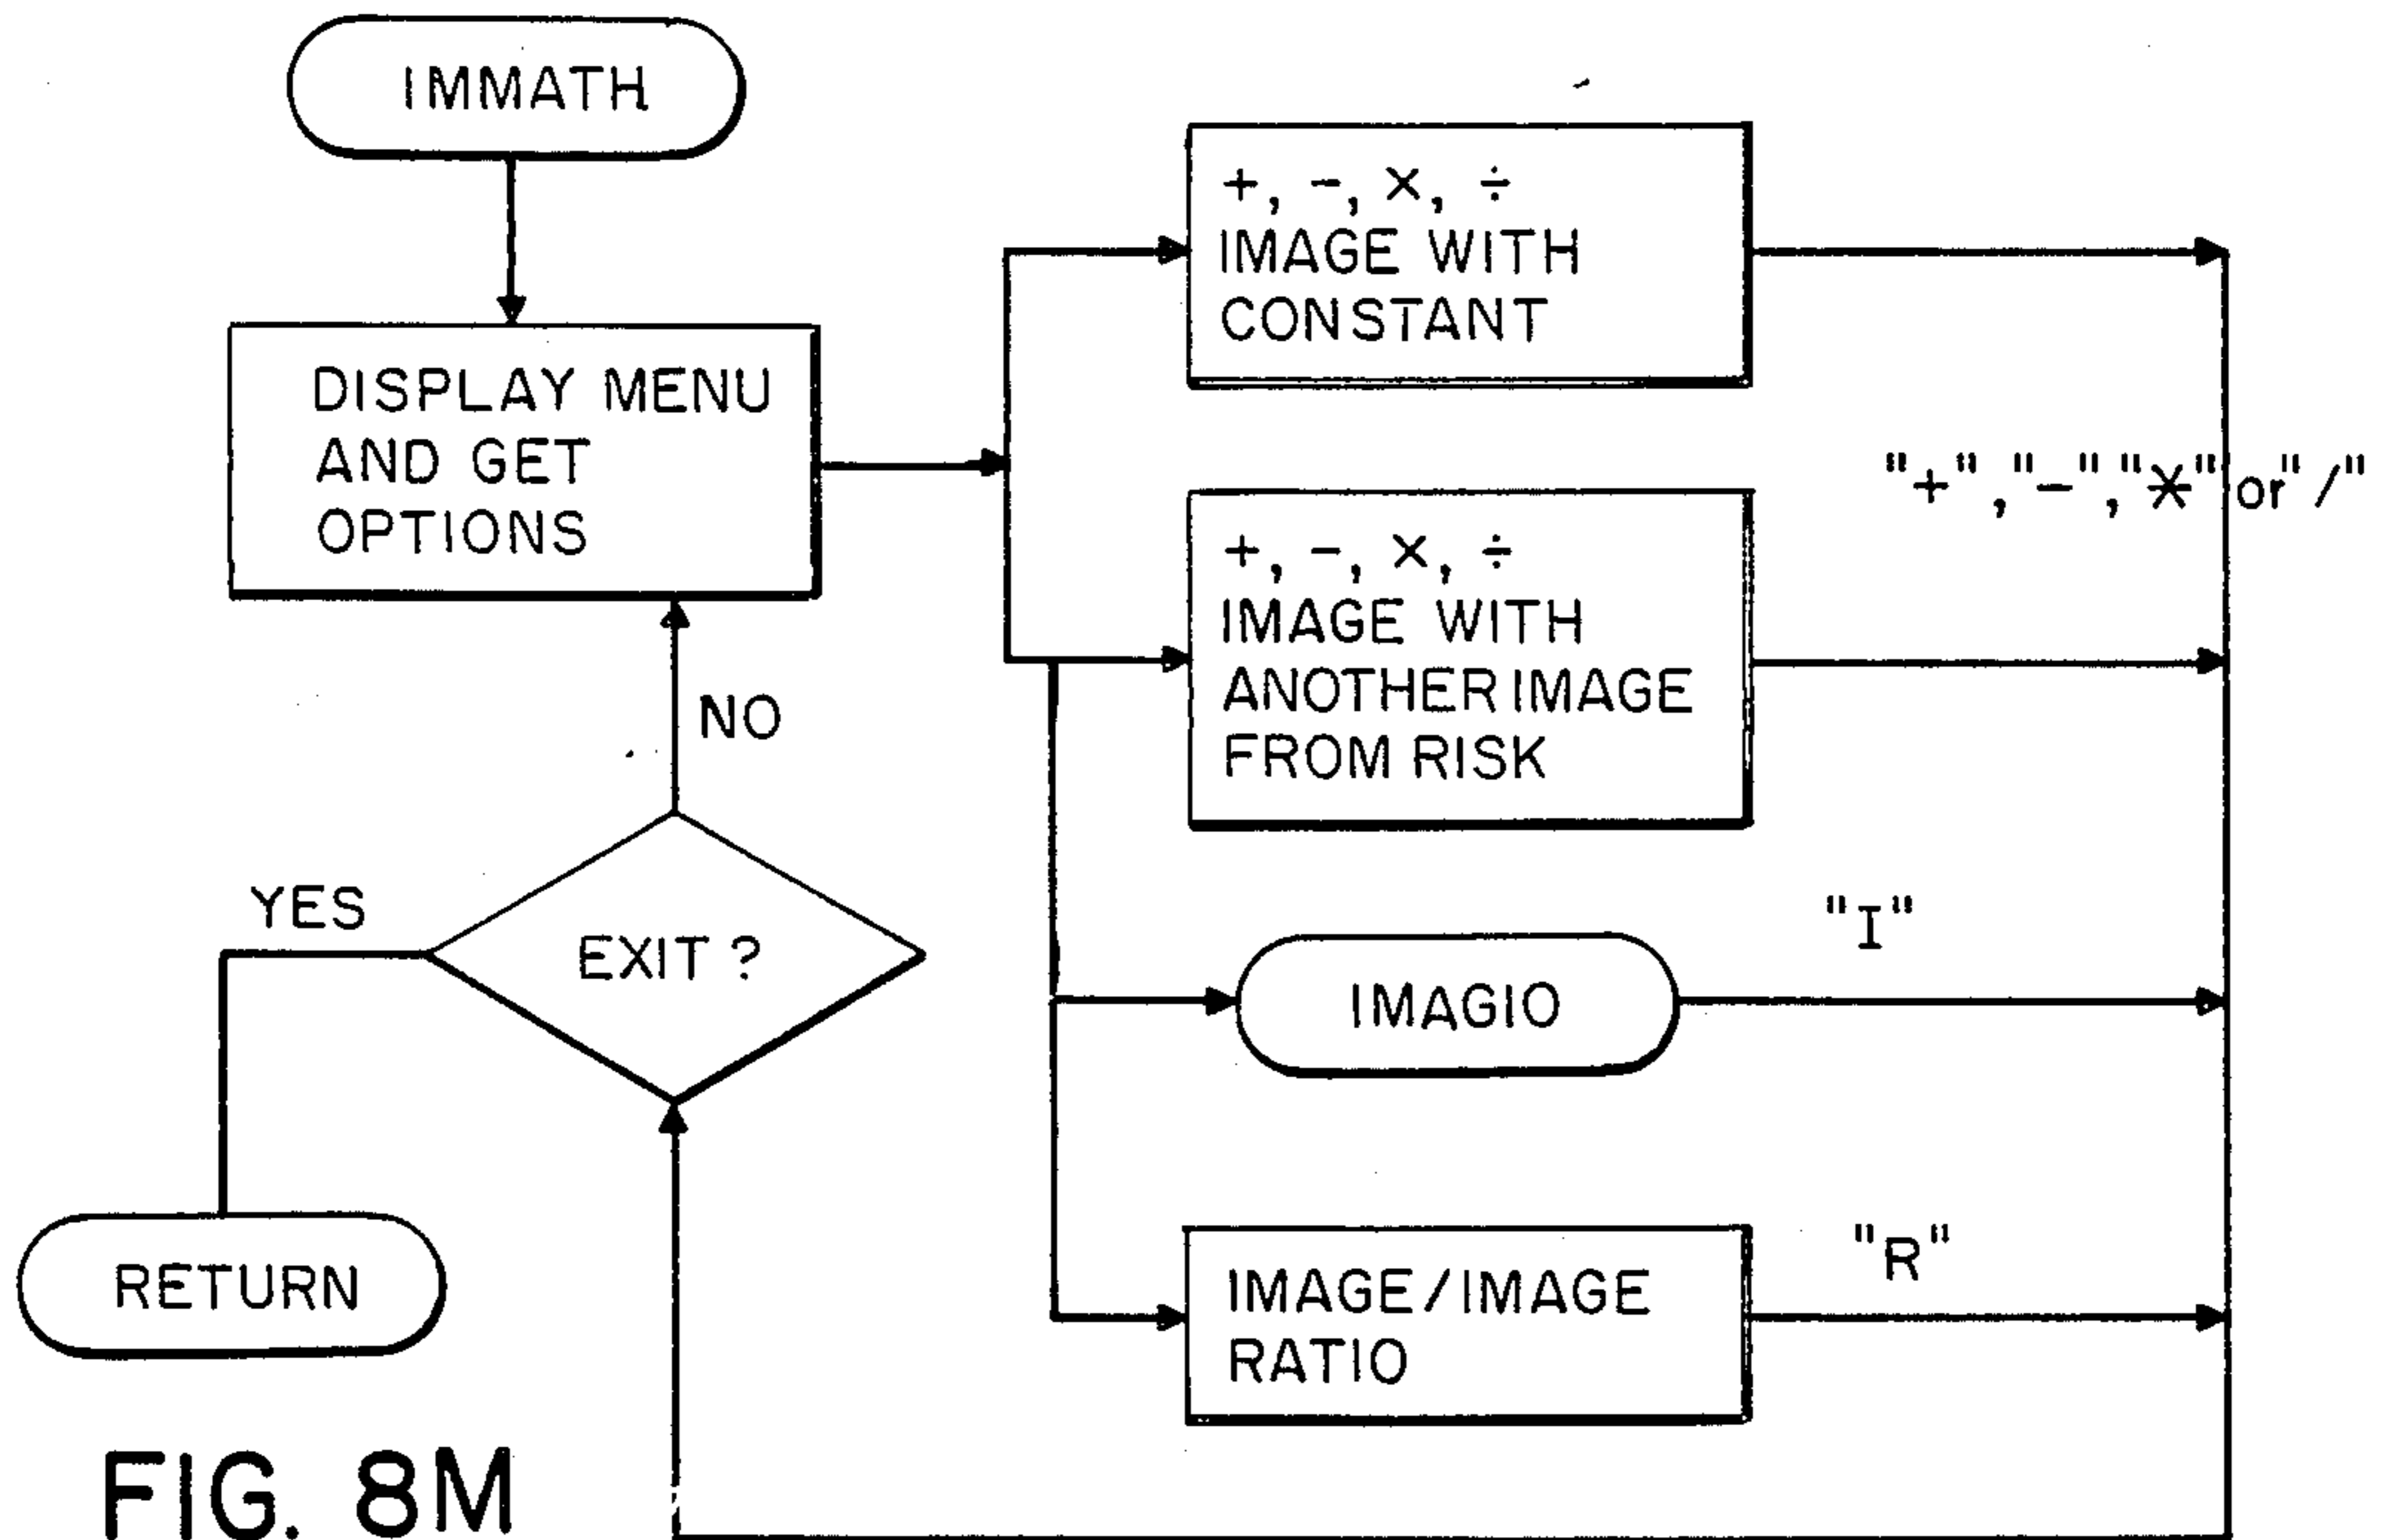 IMMATH
DISPLAY MENU
AND GET
OPTIONS
+, -, ×, ÷
IMAGE WITH
CONSTANT
"+", "-", "*" or "/"
+, -, ×, ÷
IMAGE WITH
ANOTHER IMAGE
FROM RISK
NO
YES
EXIT ?
"I"
IMAGIO
RETURN
"R"
IMAGE/IMAGE
RATIO
FIG. 8M